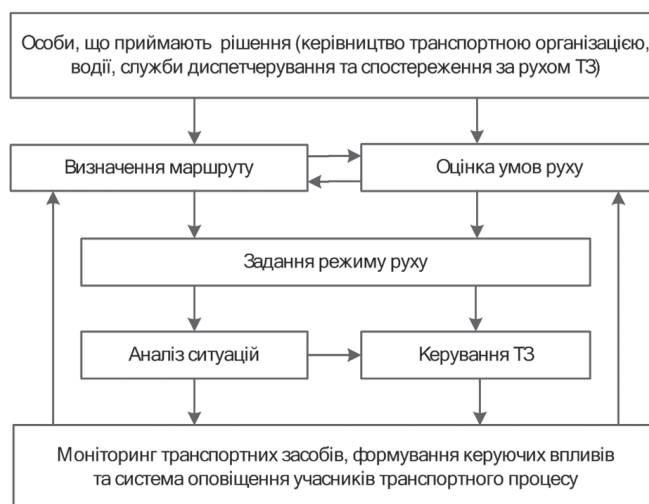 Особи, що приймають рішення (керівництво транспортною організацією,
водії, служби диспетчерування та спостереження за рухом ТЗ)
Визначення маршруту
Оцінка умов руху
Задання режиму руху
Аналіз ситуацій
Керування ТЗ
Моніторинг транспортних засобів, формування керуючих впливів
та система оповіщення учасників транспортного процесу